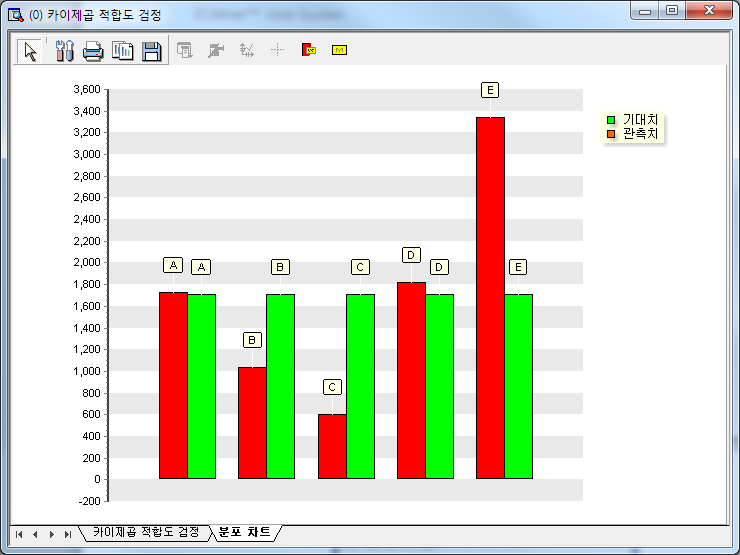 (0) 카이제곱 적합도 검정
3,600
3,400
3,200
3,000
2,800
2,600
2,400
2,200
2,000
1,800
1,600
1,400
1,200
1,000
800
600
400
200
0
-200
A
A
B
B
C
C
D
D
E
E
기대치
관측치
카이제곱 적합도 검정
분포 차트